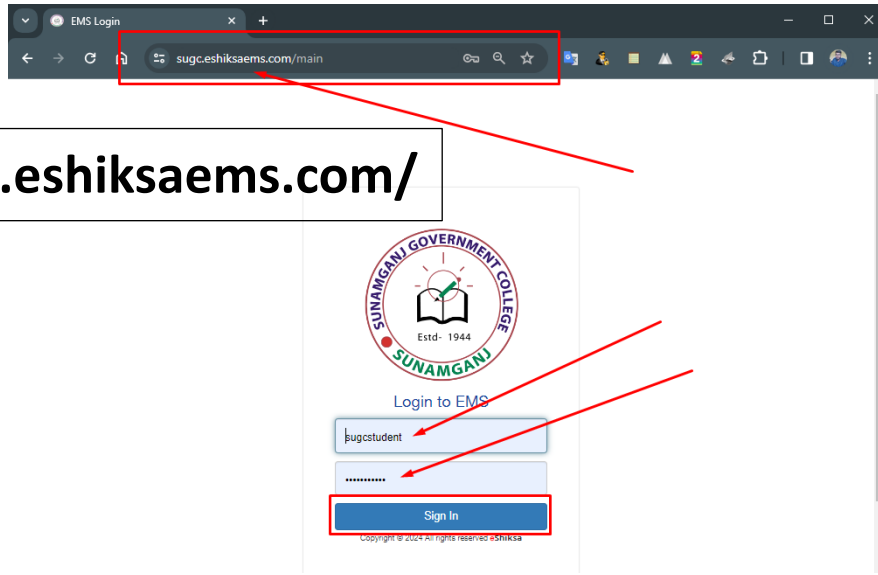 EMS Login
sugc.eshiksaems.com/main
.eshiksaems.com/
SUNAMGANJ GOVERNMENT COLLEGE
Estd- 1944
SUNAMGANJ
Login to EMS
sugcstudent
Sign In
Copyright © 2024 All rights reserved eShiksa